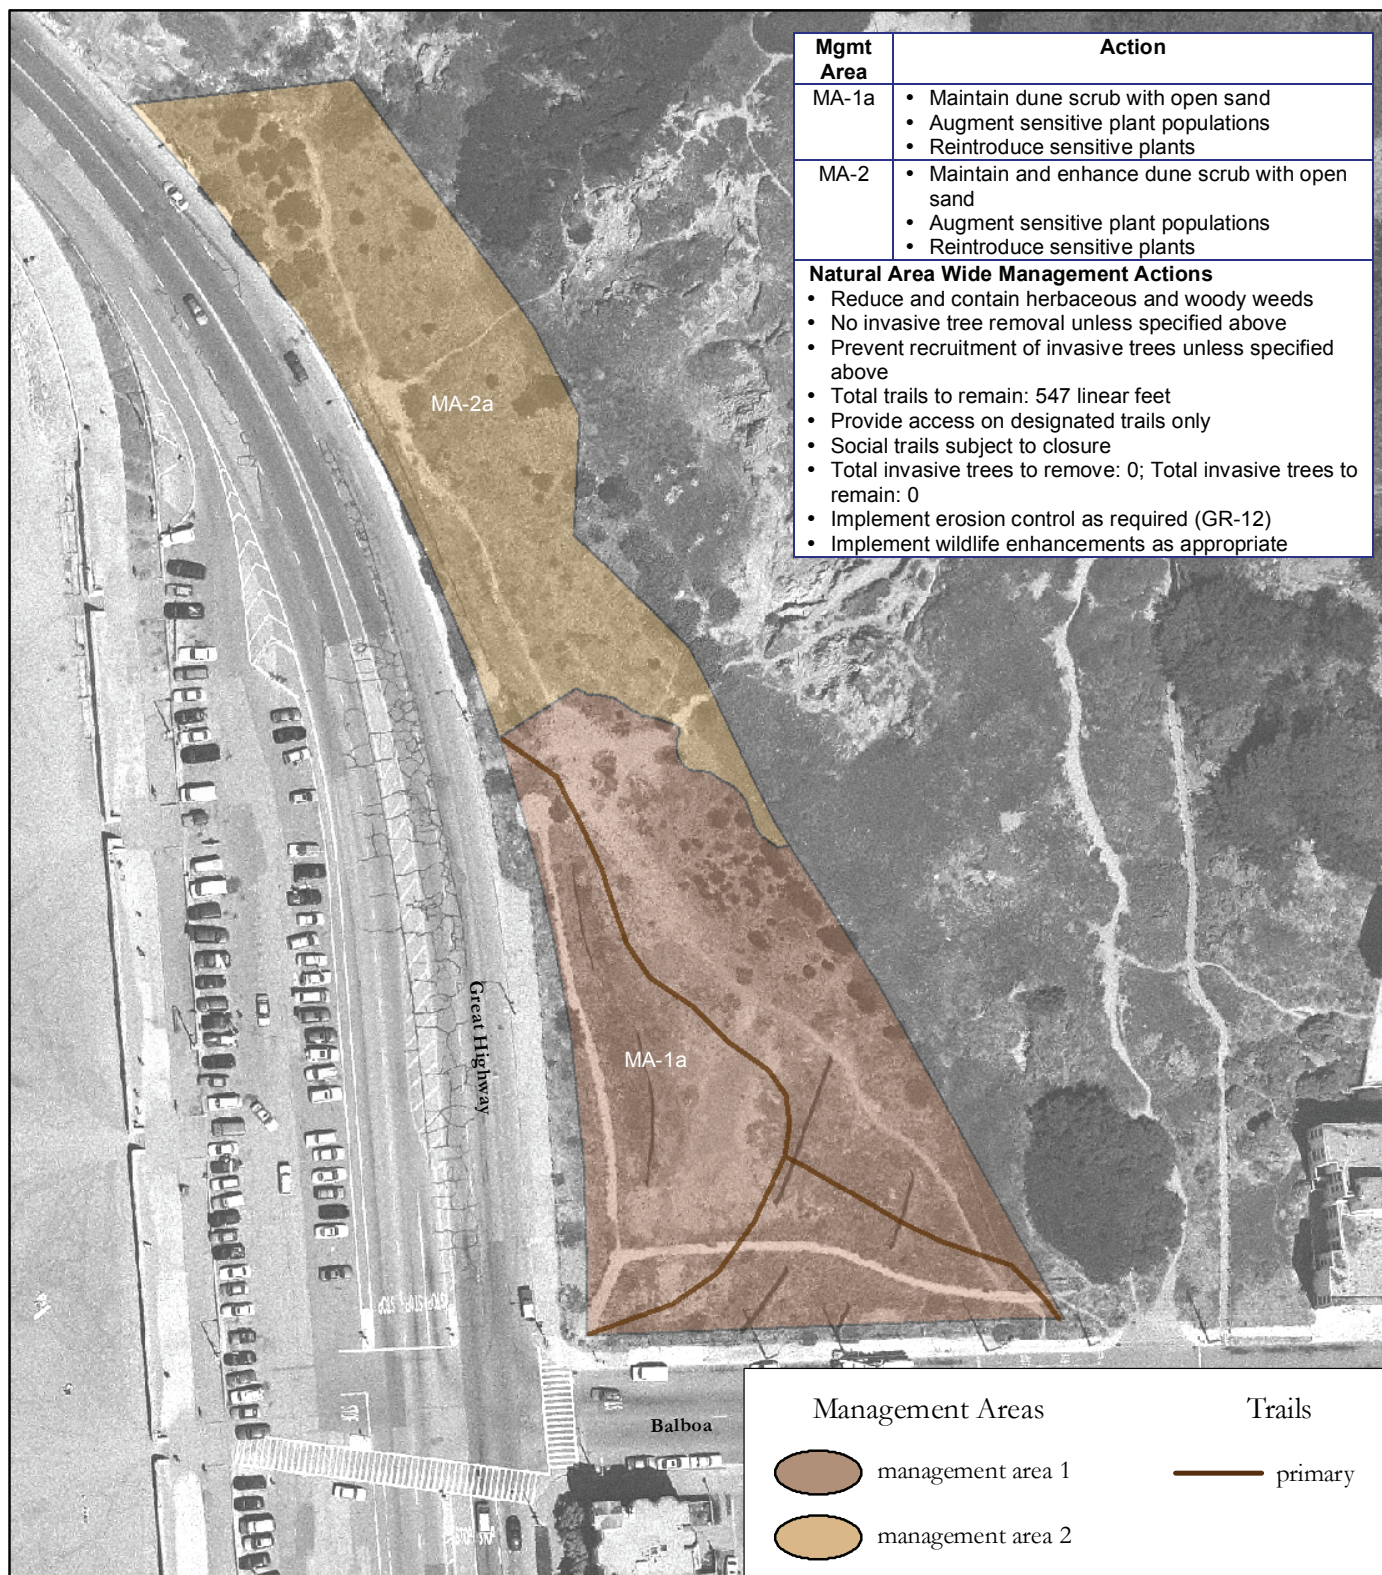 Mgmt Area
Action
MA-1a
• Maintain dune scrub with open sand
• Augment sensitive plant populations
• Reintroduce sensitive plants
MA-2
• Maintain and enhance dune scrub with open
sand
• Augment sensitive plant populations
• Reintroduce sensitive plants
Natural Area Wide Management Actions
• Reduce and contain herbaceous and woody weeds
• No invasive tree removal unless specified above
• Prevent recruitment of invasive trees unless specified
above
• Total trails to remain: 547 linear feet
• Provide access on designated trails only
• Social trails subject to closure
• Total invasive trees to remove: 0; Total invasive trees to
remain: 0
• Implement erosion control as required (GR-12)
• Implement wildlife enhancements as appropriate
MA-2a
Great Highway
MA-1a
Balboa
Management Areas
management area 1
management area 2
Trails
primary